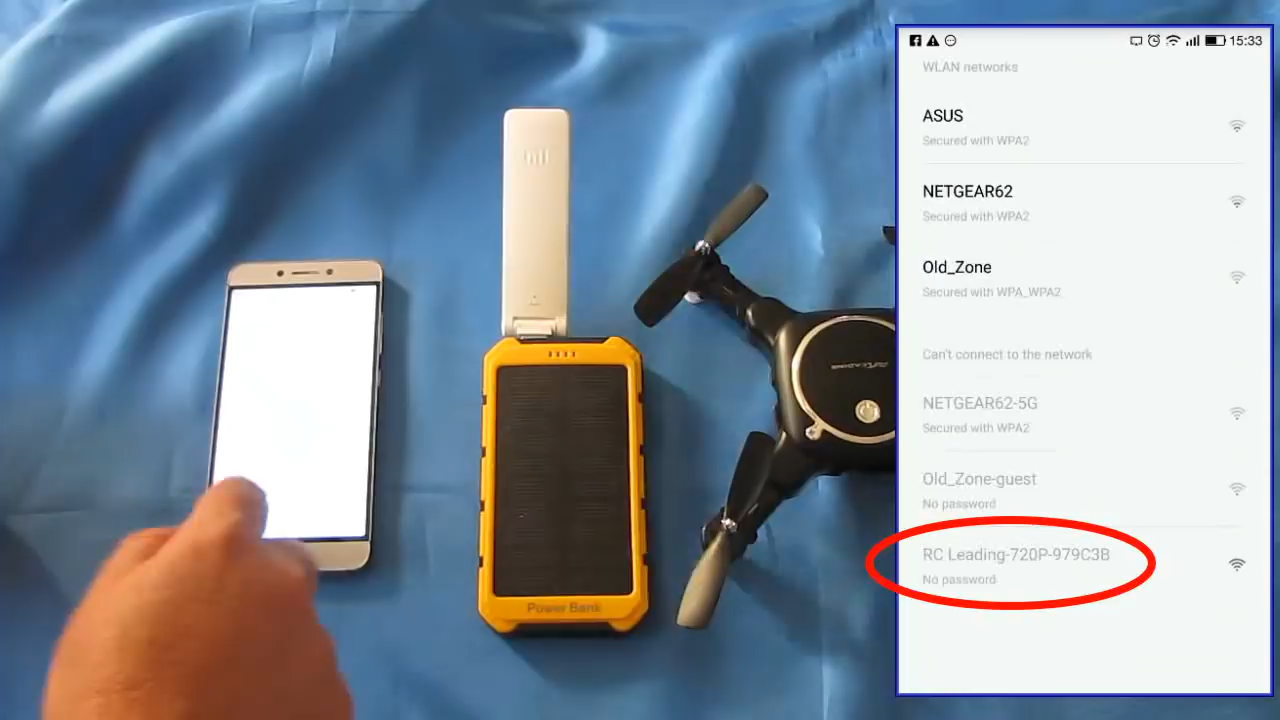 15:33
WLAN networks
ASUS
Secured with WPA2
NETGEAR62
Secured with WPA2
Old_Zone
Secured with WPA_WPA2
Can't connect to the network
NETGEAR62-5G
Secured with WPA2
Old_Zone-guest
No password
RC Leading-720P-979C3B
No password
mi
Power Bank